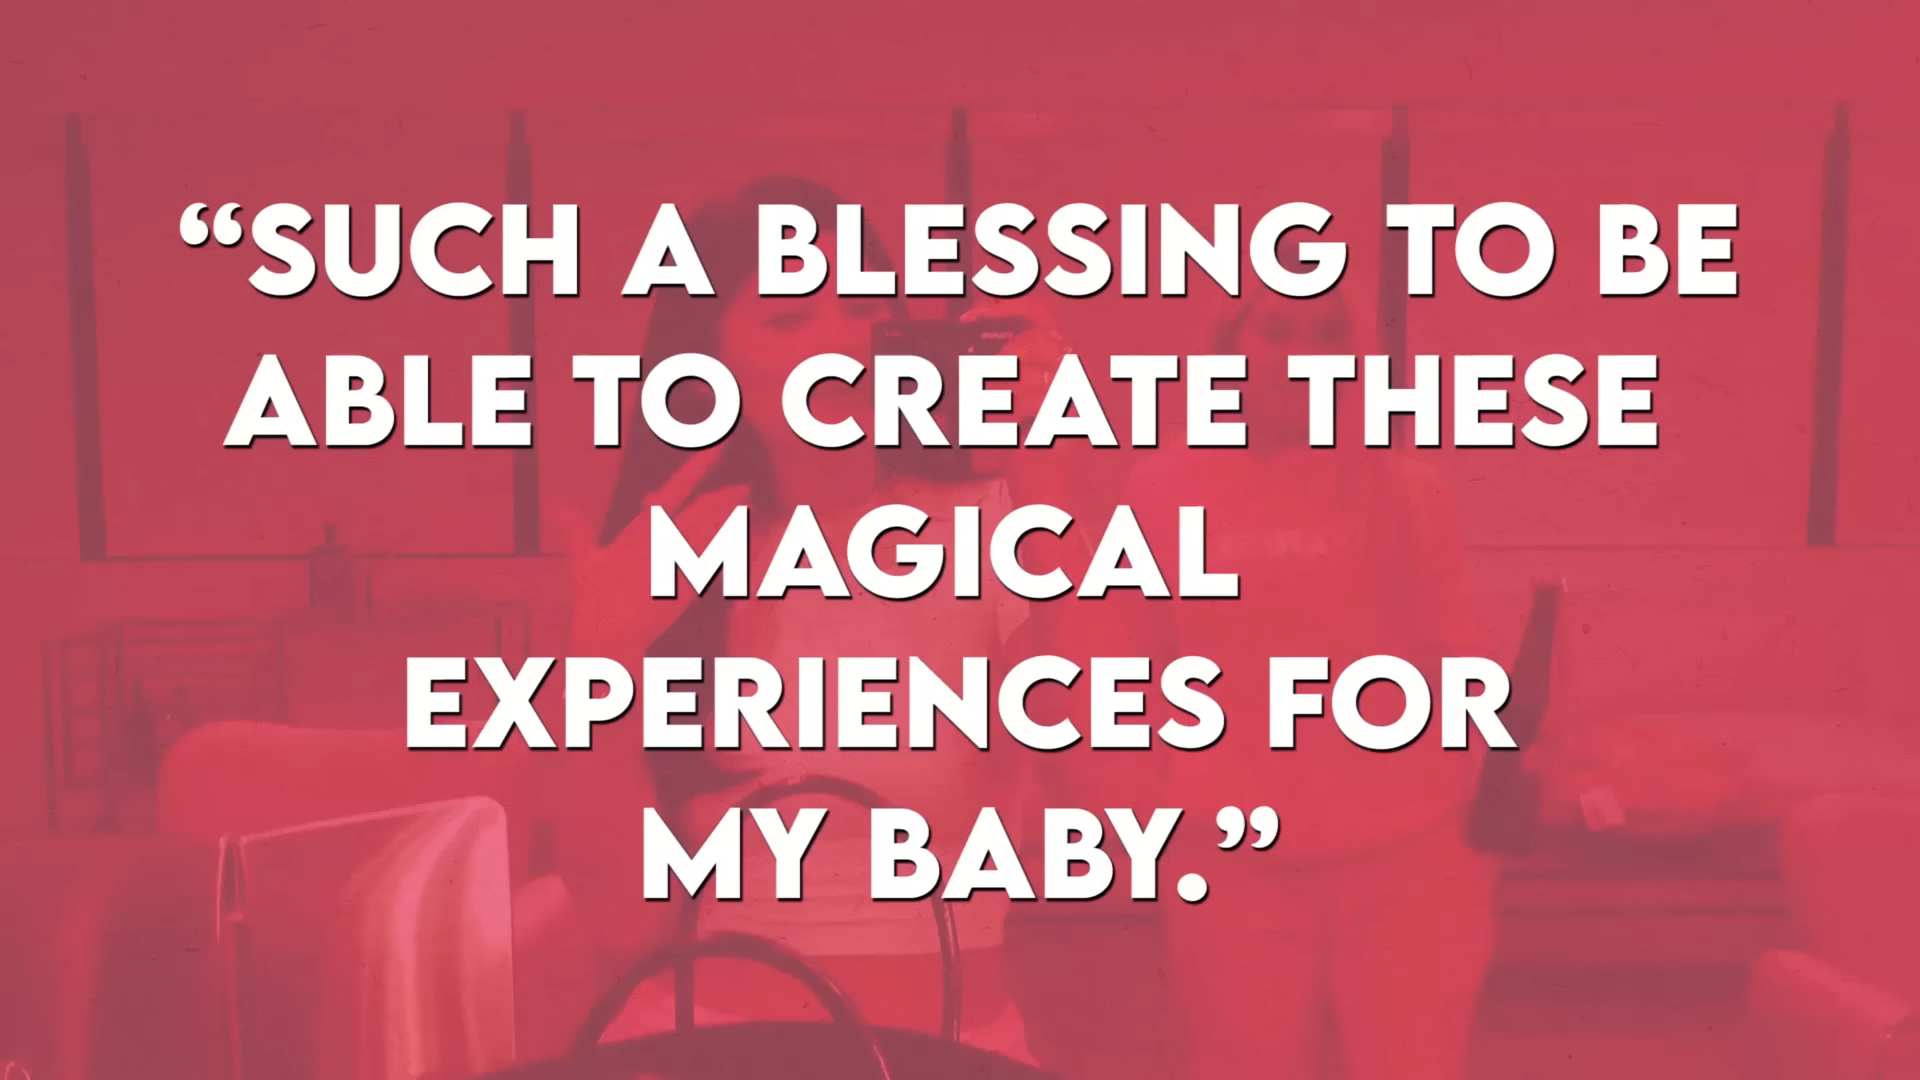 “SUCH A BLESSING TO BE
ABLE TO CREATE THESE
MAGICAL
EXPERIENCES FOR
MY BABY.”